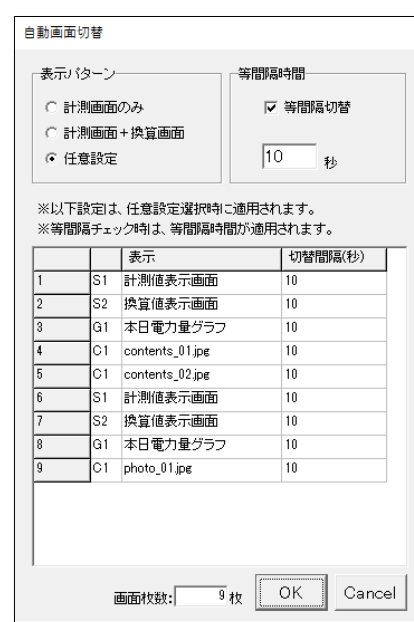 自動画面切替
表示パターン
計測画面のみ
計測画面+換算画面
任意設定
等間隔時間
等間隔切替
10 秒
※以下設定は、任意設定選択時に適用されます。
※等間隔チェック時は、等間隔時間が適用されます。
表示 切替間隔(秒)
1 S1 計測値表示画面 10
2 S2 換算値表示画面 10
3 G1 本日電力量グラフ 10
4 C1 contents_01.jpg 10
5 C1 contents_02.jpg 10
6 S1 計測値表示画面 10
7 S2 換算値表示画面 10
8 G1 本日電力量グラフ 10
9 C1 photo_01.jpg 10
画面枚数: 9 枚 OK Cancel